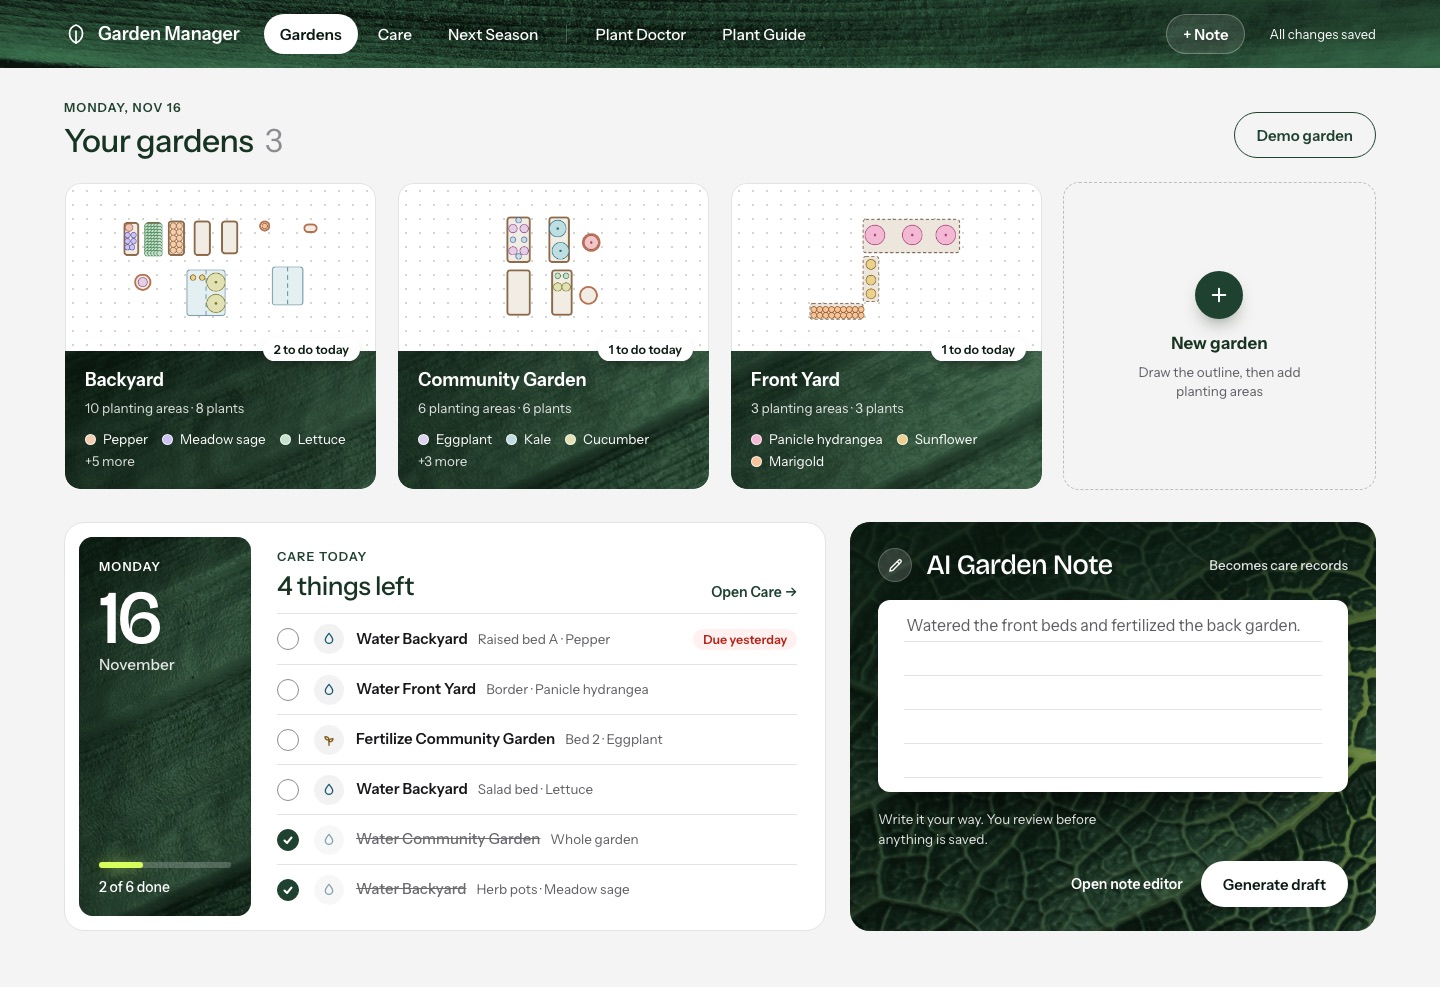 Garden Manager
Gardens
Care
Next Season
Plant Doctor
Plant Guide
+ Note
All changes saved
MONDAY, NOV 16
Your gardens 3
Demo garden
2 to do today
Backyard
10 planting areas · 8 plants
Pepper Meadow sage Lettuce
+5 more
1 to do today
Community Garden
6 planting areas · 6 plants
Eggplant Kale Cucumber
+3 more
1 to do today
Front Yard
3 planting areas · 3 plants
Panicle hydrangea Sunflower
Marigold
New garden
Draw the outline, then add
planting areas
MONDAY
16
November
2 of 6 done
CARE TODAY
4 things left
Open Care →
Water Backyard Raised bed A · Pepper Due yesterday
Water Front Yard Border · Panicle hydrangea
Fertilize Community Garden Bed 2 · Eggplant
Water Backyard Salad bed · Lettuce
Water Community Garden Whole garden
Water Backyard Herb pots · Meadow sage
AI Garden Note
Becomes care records
Watered the front beds and fertilized the back garden.
Write it your way. You review before
anything is saved.
Open note editor
Generate draft